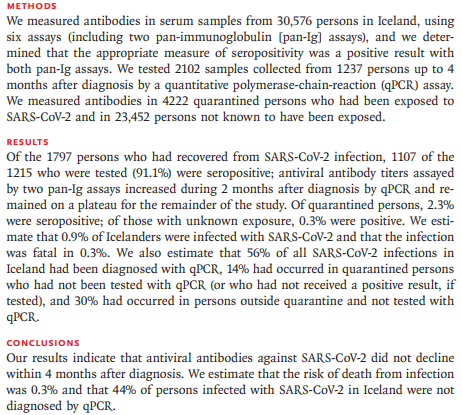 METHODS
We measured antibodies in serum samples from 30,576 persons in Iceland, using
six assays (including two pan-immunoglobulin [pan-Ig] assays), and we deter-
mined that the appropriate measure of seropositivity was a positive result with
both pan-Ig assays. We tested 2102 samples collected from 1237 persons up to 4
months after diagnosis by a quantitative polymerase-chain-reaction (qPCR) assay.
We measured antibodies in 4222 quarantined persons who had been exposed to
SARS-CoV-2 and in 23,452 persons not known to have been exposed.
RESULTS
Of the 1797 persons who had recovered from SARS-CoV-2 infection, 1107 of the
1215 who were tested (91.1%) were seropositive; antiviral antibody titers assayed
by two pan-Ig assays increased during 2 months after diagnosis by qPCR and re-
mained on a plateau for the remainder of the study. Of quarantined persons, 2.3%
were seropositive; of those with unknown exposure, 0.3% were positive. We esti-
mate that 0.9% of Icelanders were infected with SARS-CoV-2 and that the infection
was fatal in 0.3%. We also estimate that 56% of all SARS-CoV-2 infections in
Iceland had been diagnosed with qPCR, 14% had occurred in quarantined persons
who had not been tested with qPCR (or who had not received a positive result, if
tested), and 30% had occurred in persons outside quarantine and not tested with
qPCR.
CONCLUSIONS
Our results indicate that antiviral antibodies against SARS-CoV-2 did not decline
within 4 months after diagnosis. We estimate that the risk of death from infection
was 0.3% and that 44% of persons infected with SARS-CoV-2 in Iceland were not
diagnosed by qPCR.